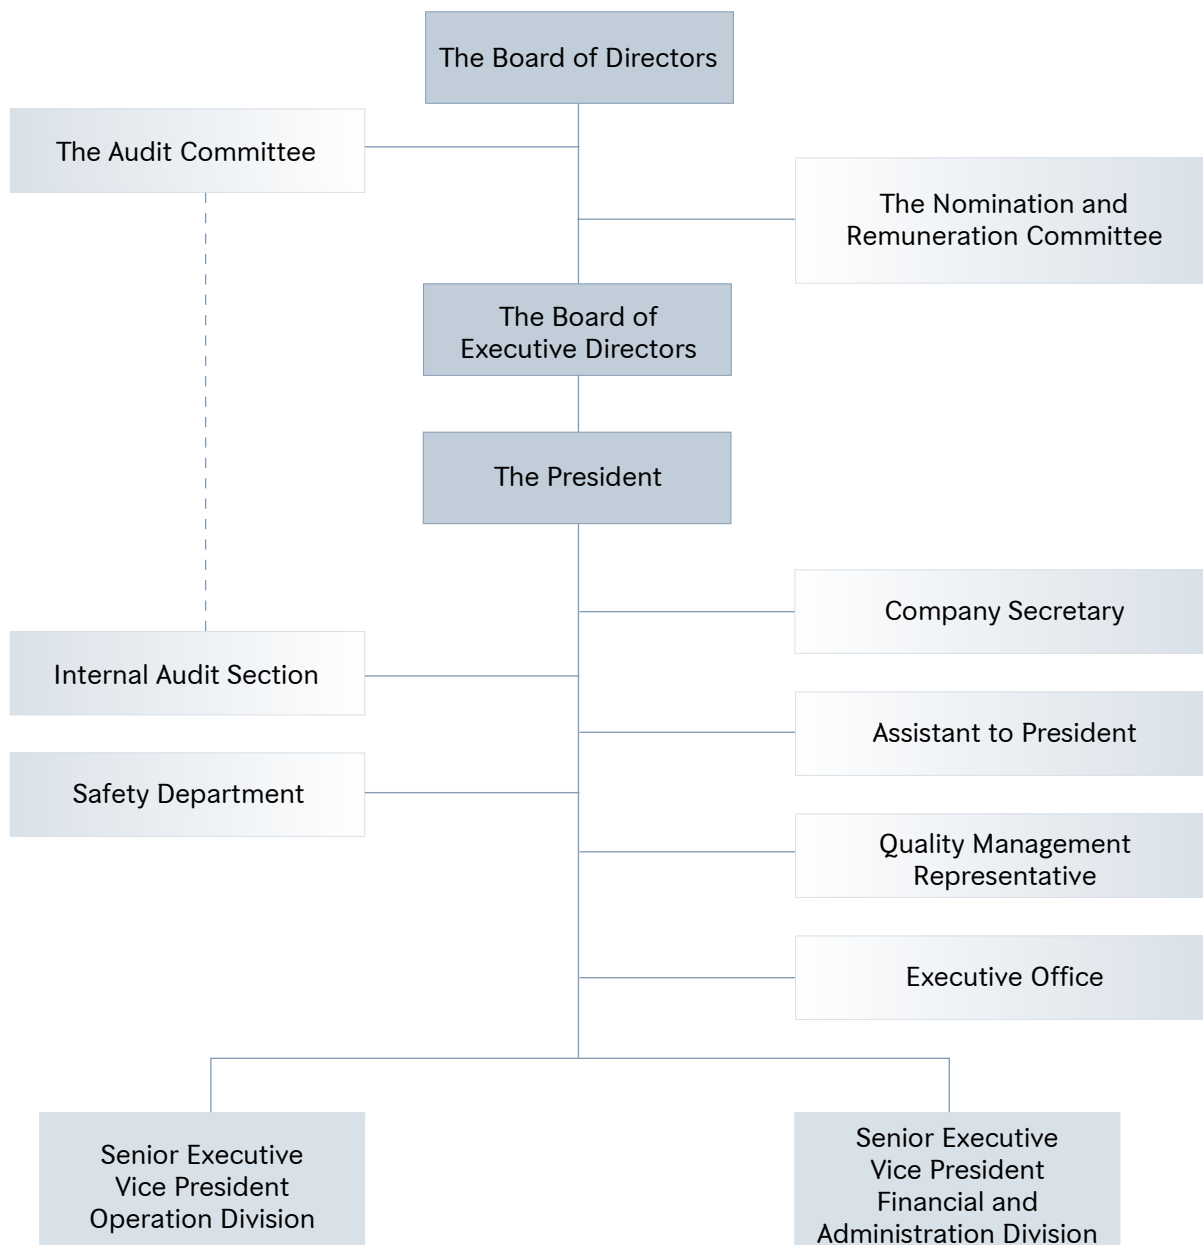 The Board of Directors
The Audit Committee
The Nomination and
Remuneration Committee
The Board of
Executive Directors
The President
Company Secretary
Internal Audit Section
Assistant to President
Safety Department
Quality Management
Representative
Executive Office
Senior Executive
Vice President
Operation Division
Senior Executive
Vice President
Financial and
Administration Division